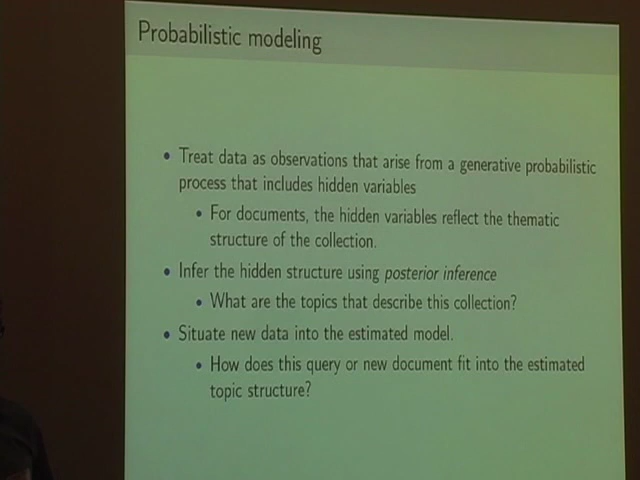 Probabilistic modeling
• Treat data as observations that arise from a generative probabilistic
process that includes hidden variables
• For documents, the hidden variables reflect the thematic
structure of the collection.
• Infer the hidden structure using posterior inference
• What are the topics that describe this collection?
• Situate new data into the estimated model.
• How does this query or new document fit into the estimated
topic structure?